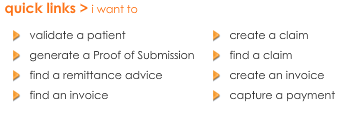 quick links > i want to
validate a patient
generate a Proof of Submission
find a remittance advice
find an invoice
create a claim
find a claim
create an invoice
capture a payment